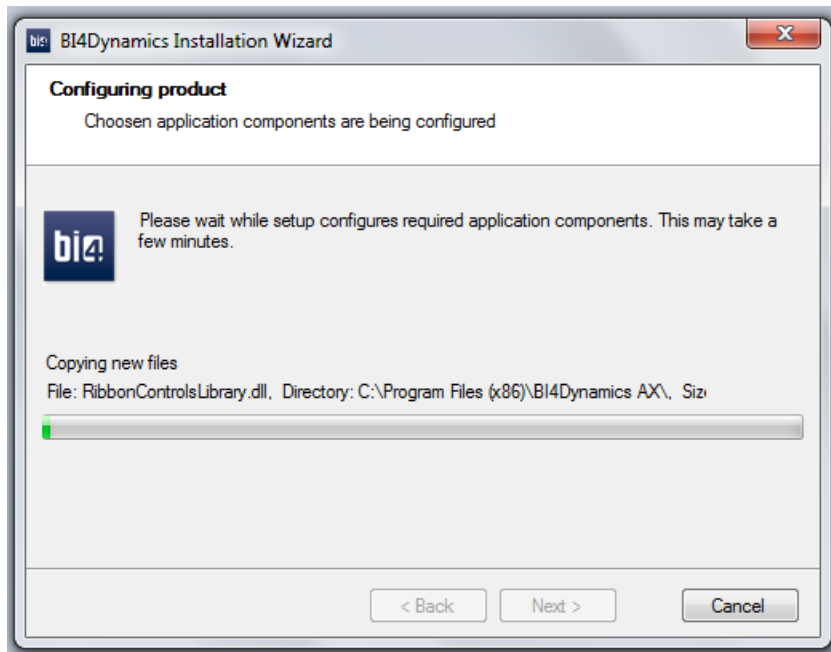 bi4 BI4Dynamics Installation Wizard
Configuring product
Choosen application components are being configured
bi4
Please wait while setup configures required application components. This may take a
few minutes.
Copying new files
File: RibbonControlsLibrary.dll, Directory: C:\Program Files (x86)\BI4Dynamics AX\, Siz
< Back
Next >
Cancel